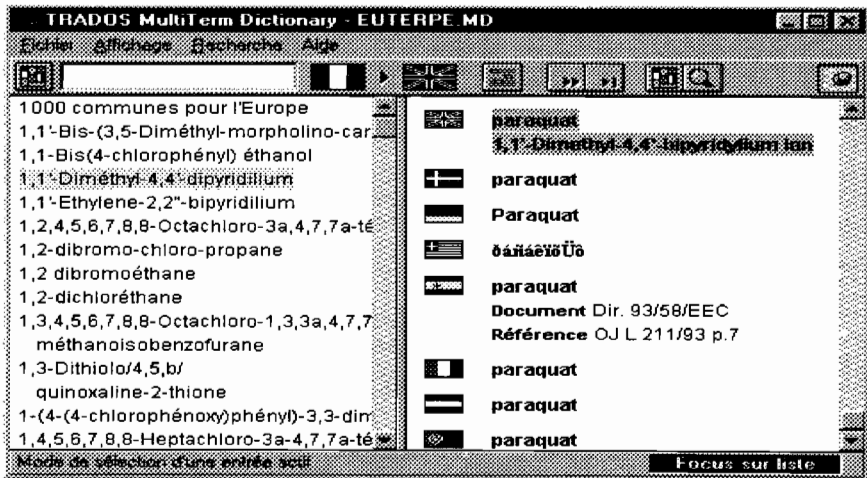 TRADOS MultiTerm Dictionary - EUTERPE.MD
Fichier Affichage Recherche Aide
1000 communes pour l'Europe
1,1'-Bis-(3,5-Diméthyl-morpholino-car
1,1-Bis(4-chlorophényl) éthanol
1,1'-Diméthyl-4,4'-dipyridilium
1,1'-Ethylene-2,2"-bipyridilium
1,2,4,5,6,7,8,8-Octachloro-3a,4,7,7a-té
1,2-dibromo-chloro-propane
1,2 dibromoéthane
1,2-dichloréthane
1,3,4,5,6,7,8,8-Octachloro-1,3,3a,4,7,7
méthanoisobenzofurane
1,3-Dithiolo/4,5,b/
quinoxaline-2-thione
1-(4-(4-chlorophénoxy)phényl)-3,3-dim
1,4,5,6,7,8,8-Heptachloro-3a-4,7,7a-té
paraquat
1,1'-Dimethyl-4,4'-bipyridylium ion
paraquat
Paraquat
ðáñáêïõÜô
paraquat
Document Dir. 93/58/EEC
Référence OJ L 211/93 p.7
paraquat
paraquat
paraquat
Mode de sélection d'une entrée actif
Focus sur liste